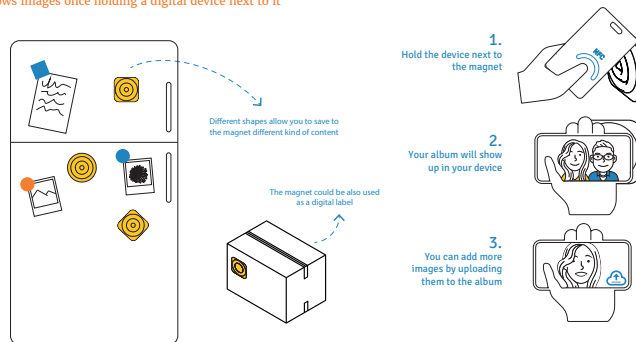 images once holding a digital device next to it
Different shapes allow you to save to
the magnet different kind of content
The magnet could be also used
as a digital label
1.
Hold the device next to
the magnet
NFC
2.
Your album will show
up in your device
3.
You can add more
images by uploading
them to the album